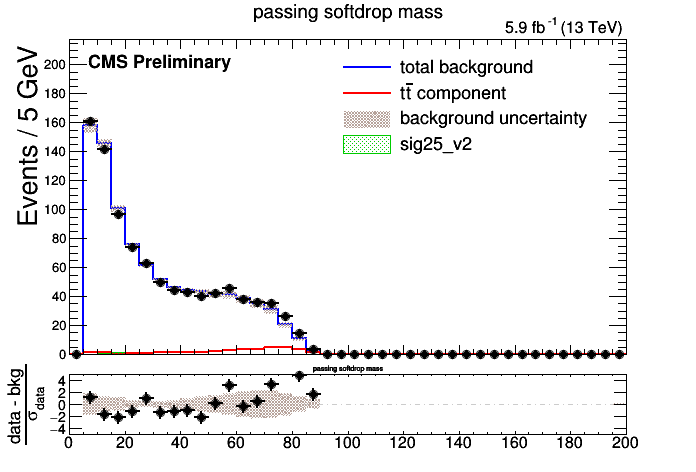 passing softdrop mass
5.9 fb⁻¹ (13 TeV)
CMS Preliminary
total background
tt̄ component
background uncertainty
sig25_v2
Events / 5 GeV
200
180
160
140
120
100
80
60
40
20
0
passing softdrop mass
data - bkg
σdata
4
2
0
−2
−4
0 20 40 60 80 100 120 140 160 180 200